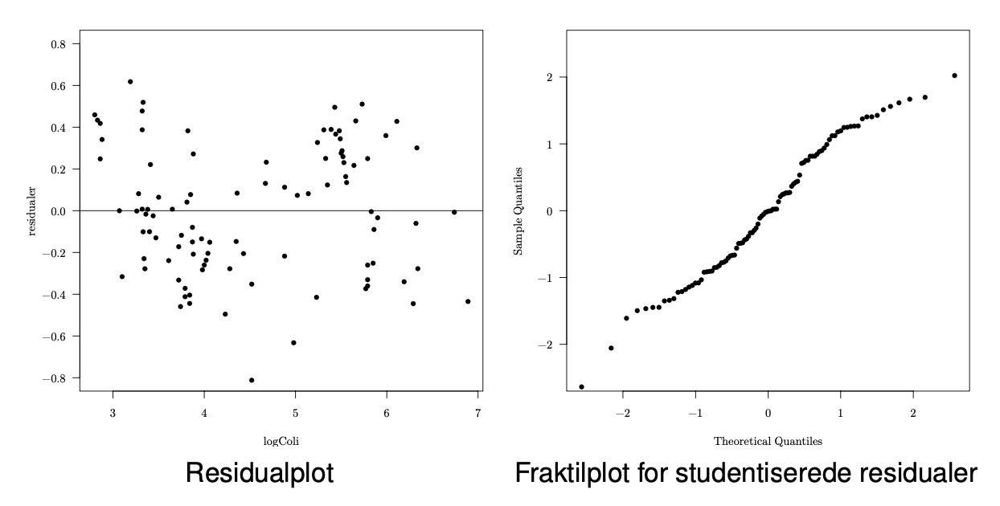 0.8
0.6
0.4
0.2
0.0
−0.2
−0.4
−0.6
−0.8
residualer
3 4 5 6 7
logColi
Residualplot
2
1
0
−1
−2
Sample Quantiles
−2 −1 0 1 2
Theoretical Quantiles
Fraktilplot for studentiserede residualer